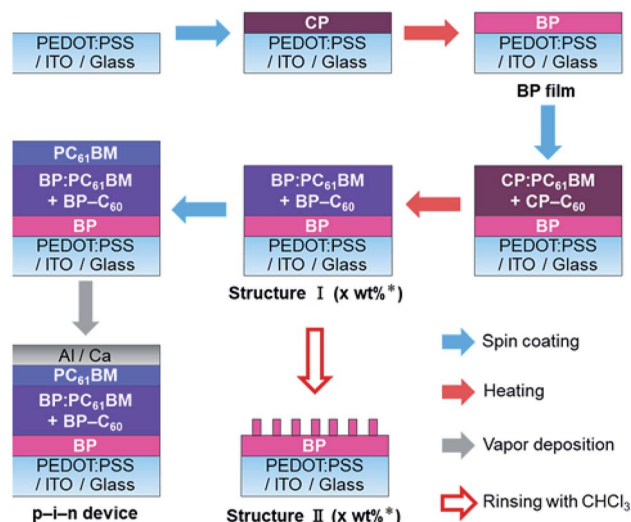 PEDOT:PSS
/ ITO / Glass
CP
PEDOT:PSS
/ ITO / Glass
BP
PEDOT:PSS
/ ITO / Glass
BP film
PC₆₁BM
BP:PC₆₁BM
+ BP–C₆₀
BP
PEDOT:PSS
/ ITO / Glass
BP:PC₆₁BM
+ BP–C₆₀
BP
PEDOT:PSS
/ ITO / Glass
Structure Ⅰ (x wt%*)
CP:PC₆₁BM
+ CP–C₆₀
BP
PEDOT:PSS
/ ITO / Glass
Al / Ca
PC₆₁BM
BP:PC₆₁BM
+ BP–C₆₀
BP
PEDOT:PSS
/ ITO / Glass
p–i–n device
BP
PEDOT:PSS
/ ITO / Glass
Structure Ⅱ (x wt%*)
Spin coating
Heating
Vapor deposition
Rinsing with CHCl₃